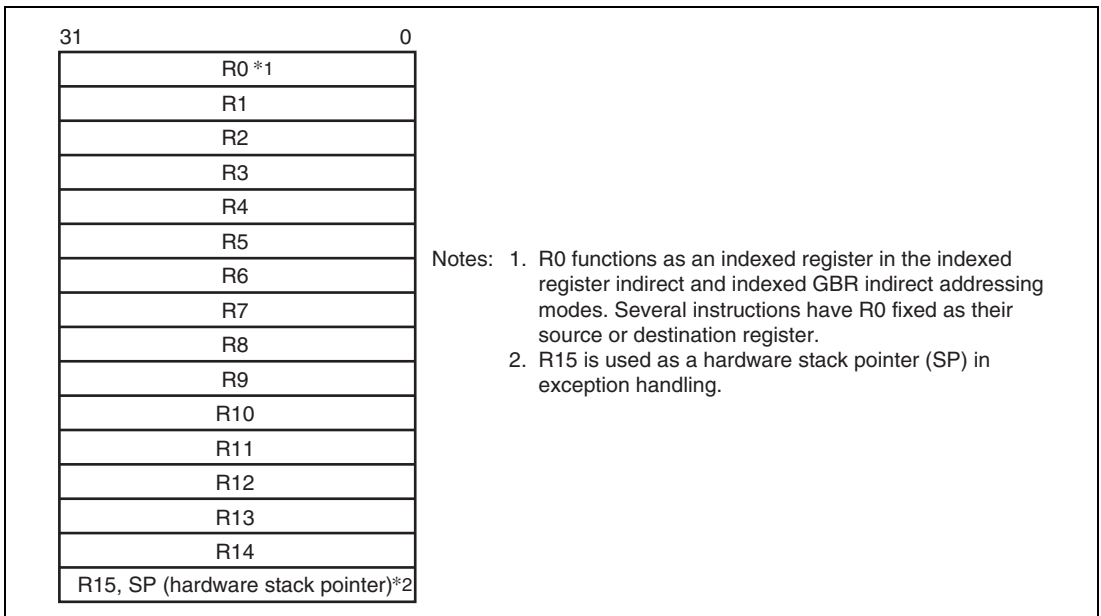 31 0
R0 *1
R1
R2
R3
R4
R5
R6
R7
R8
R9
R10
R11
R12
R13
R14
R15, SP (hardware stack pointer)*2
Notes: 1. R0 functions as an indexed register in the indexed
register indirect and indexed GBR indirect addressing
modes. Several instructions have R0 fixed as their
source or destination register.
2. R15 is used as a hardware stack pointer (SP) in
exception handling.